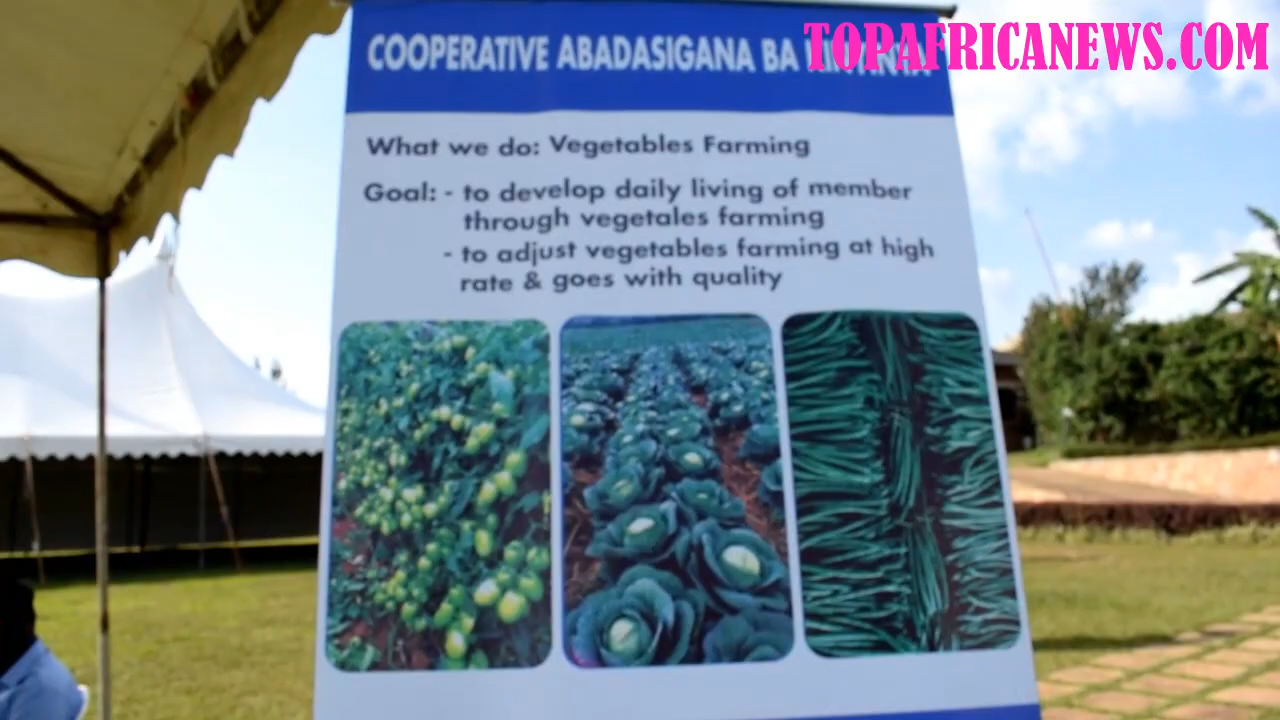 TOPAFRICANEWS.COM
COOPERATIVE ABADASIGANA BA
What we do: Vegetables Farming
Goal: - to develop daily living of member
through vegetales farming
- to adjust vegetables farming at high
rate & goes with quality